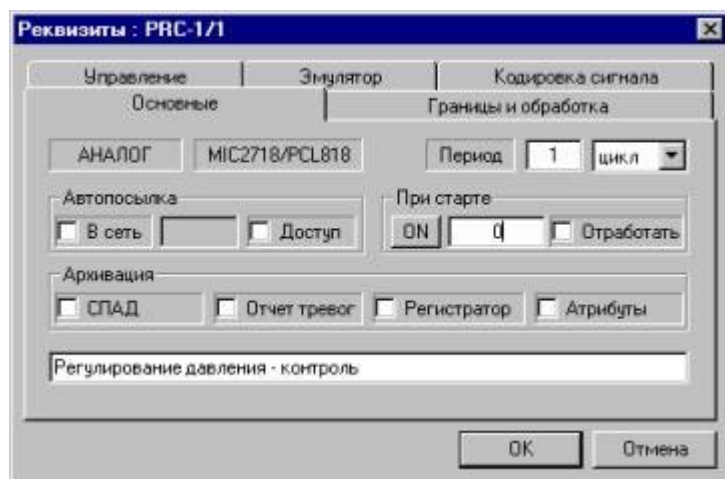 Реквизиты : PRC-1/1
Управление Эмулятор Кодировка сигнала
Основные Границы и обработка
АНАЛОГ MIC2718/PCL818 Период 1 цикл
Автопосылка При старте
В сеть Доступ ON 0 Отработать
Архивация
СПАД Отчет тревог Регистратор Атрибуты
Регулирование давления - контроль
OK Отмена